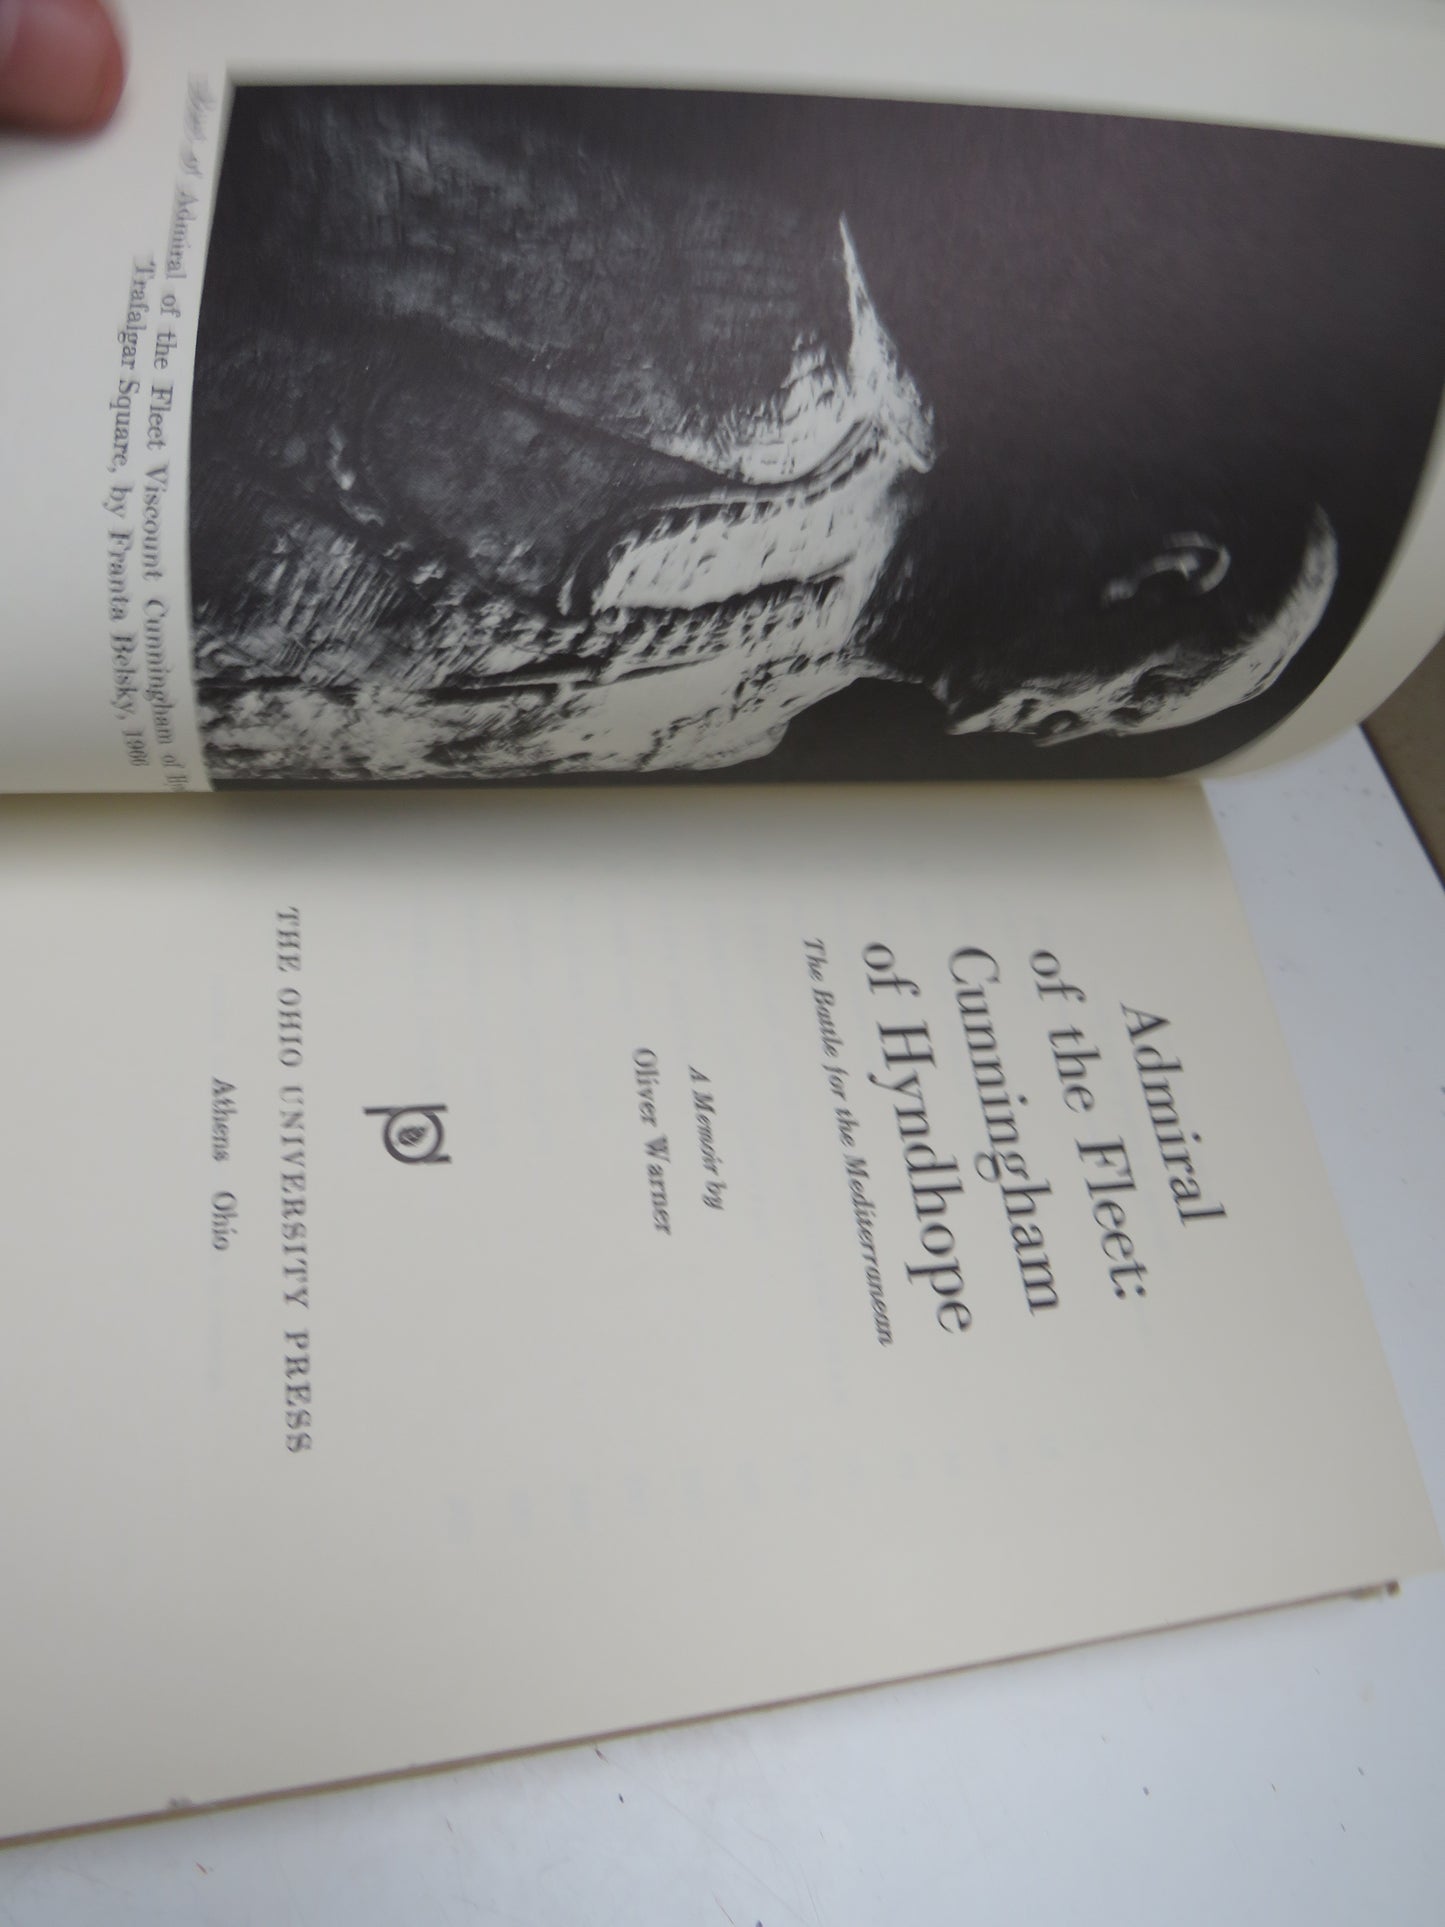 of Admiral of the Fleet Viscount Cunningham of
Trafalgar Square, by Franta Belsky, 1966
Admiral
of the Fleet:
Cunningham
of Hyndhope
The Battle for the Mediterranean
A Memoir by
Oliver Warner
THE OHIO UNIVERSITY PRESS
Athens Ohio